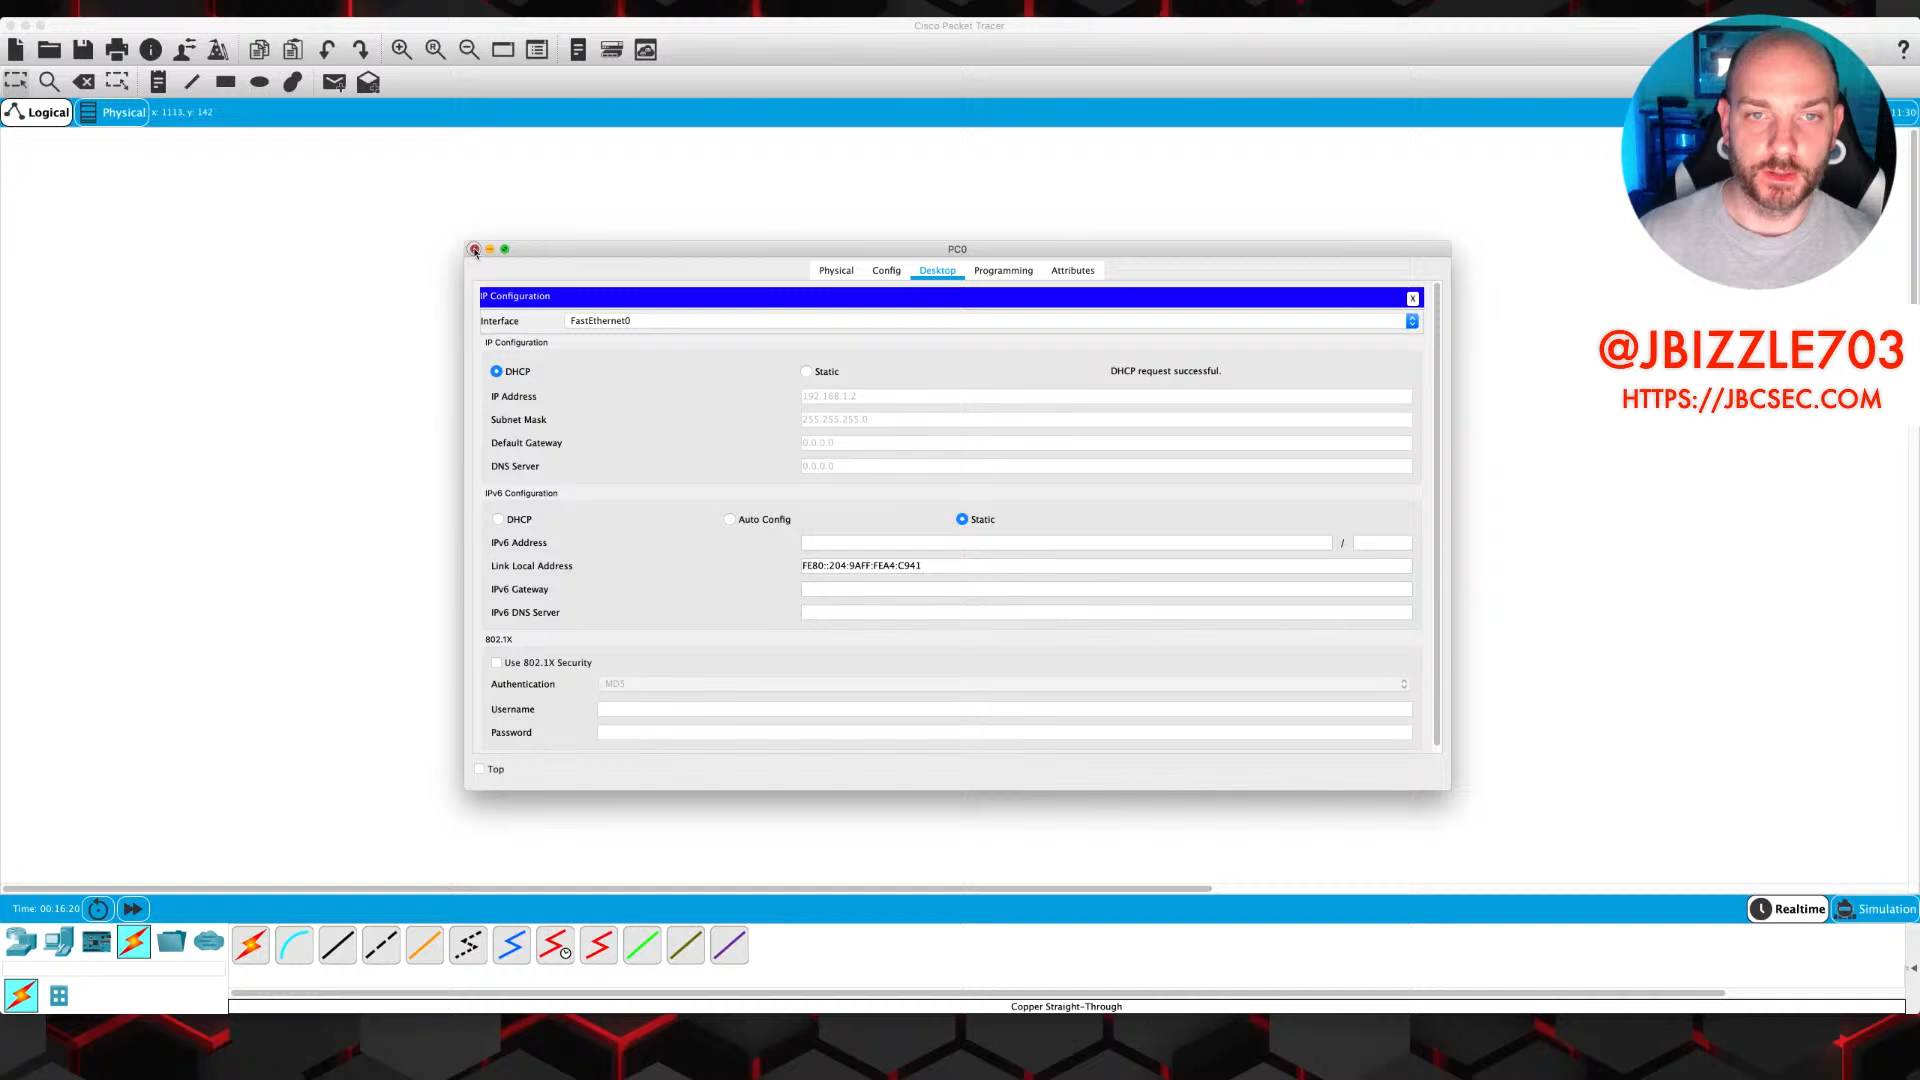 Cisco Packet Tracer
?
Logical
Physical
x: 1113, y: 142
11:30
@JBIZZLE703
HTTPS://JBCSEC.COM
PC0
Physical
Config
Desktop
Programming
Attributes
IP Configuration
X
Interface
FastEthernet0
IP Configuration
DHCP
Static
DHCP request successful.
IP Address
192.168.1.2
Subnet Mask
255.255.255.0
Default Gateway
0.0.0.0
DNS Server
0.0.0.0
IPv6 Configuration
DHCP
Auto Config
Static
IPv6 Address
/
Link Local Address
FE80::204:9AFF:FEA4:C941
IPv6 Gateway
IPv6 DNS Server
802.1X
Use 802.1X Security
Authentication
MD5
Username
Password
Top
Time: 00:16:20
Realtime
Simulation
Copper Straight-Through